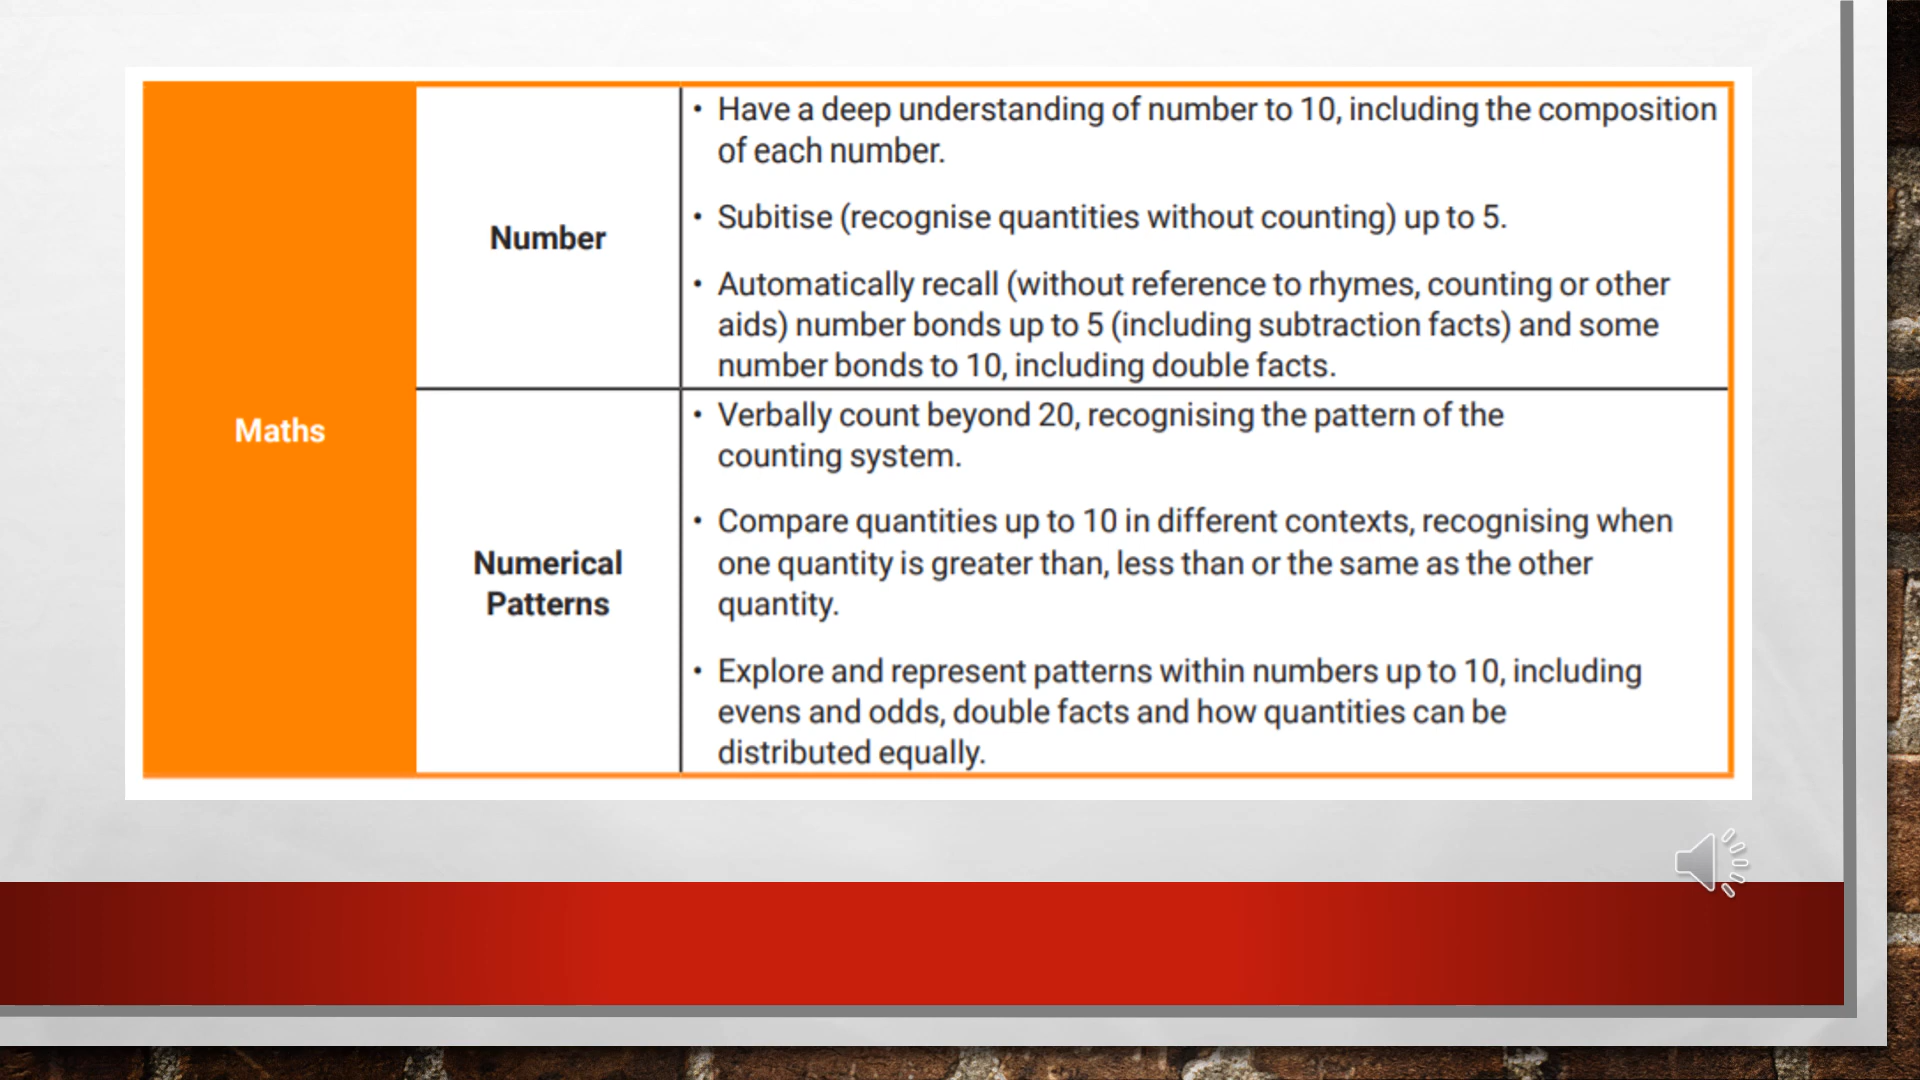 Maths
Number
• Have a deep understanding of number to 10, including the composition
of each number.
• Subitise (recognise quantities without counting) up to 5.
• Automatically recall (without reference to rhymes, counting or other
aids) number bonds up to 5 (including subtraction facts) and some
number bonds to 10, including double facts.
Numerical
Patterns
• Verbally count beyond 20, recognising the pattern of the
counting system.
• Compare quantities up to 10 in different contexts, recognising when
one quantity is greater than, less than or the same as the other
quantity.
• Explore and represent patterns within numbers up to 10, including
evens and odds, double facts and how quantities can be
distributed equally.